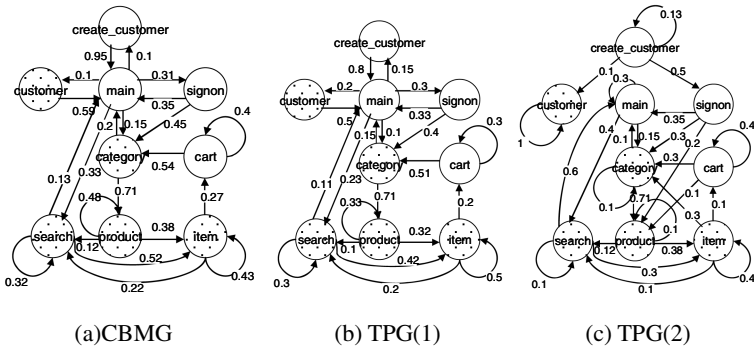 create_customer
0.95
0.1
0.1
0.31
customer
main
signon
0.59
0.35
0.2
0.15
0.45
0.4
category
0.54
cart
0.13
0.33
0.48
0.71
0.27
search
product
0.38
item
0.12
0.52
0.32
0.22
0.43
(a)CBMG
create_customer
0.8
0.15
0.2
0.3
customer
main
signon
0.5
0.33
0.15
0.1
0.4
0.3
category
0.51
cart
0.11
0.23
0.33
0.71
0.2
search
product
0.32
item
0.1
0.42
0.3
0.2
0.5
(b) TPG(1)
0.13
create_customer
0.1
0.3
0.5
customer
main
signon
0.35
1
0.4
0.1
0.15
0.3
0.2
0.4
0.6
category
0.3
cart
0.1
0.71
0.1
0.3
0.1
0.1
search
product
item
0.12
0.38
0.3
0.1
0.1
0.4
(c) TPG(2)